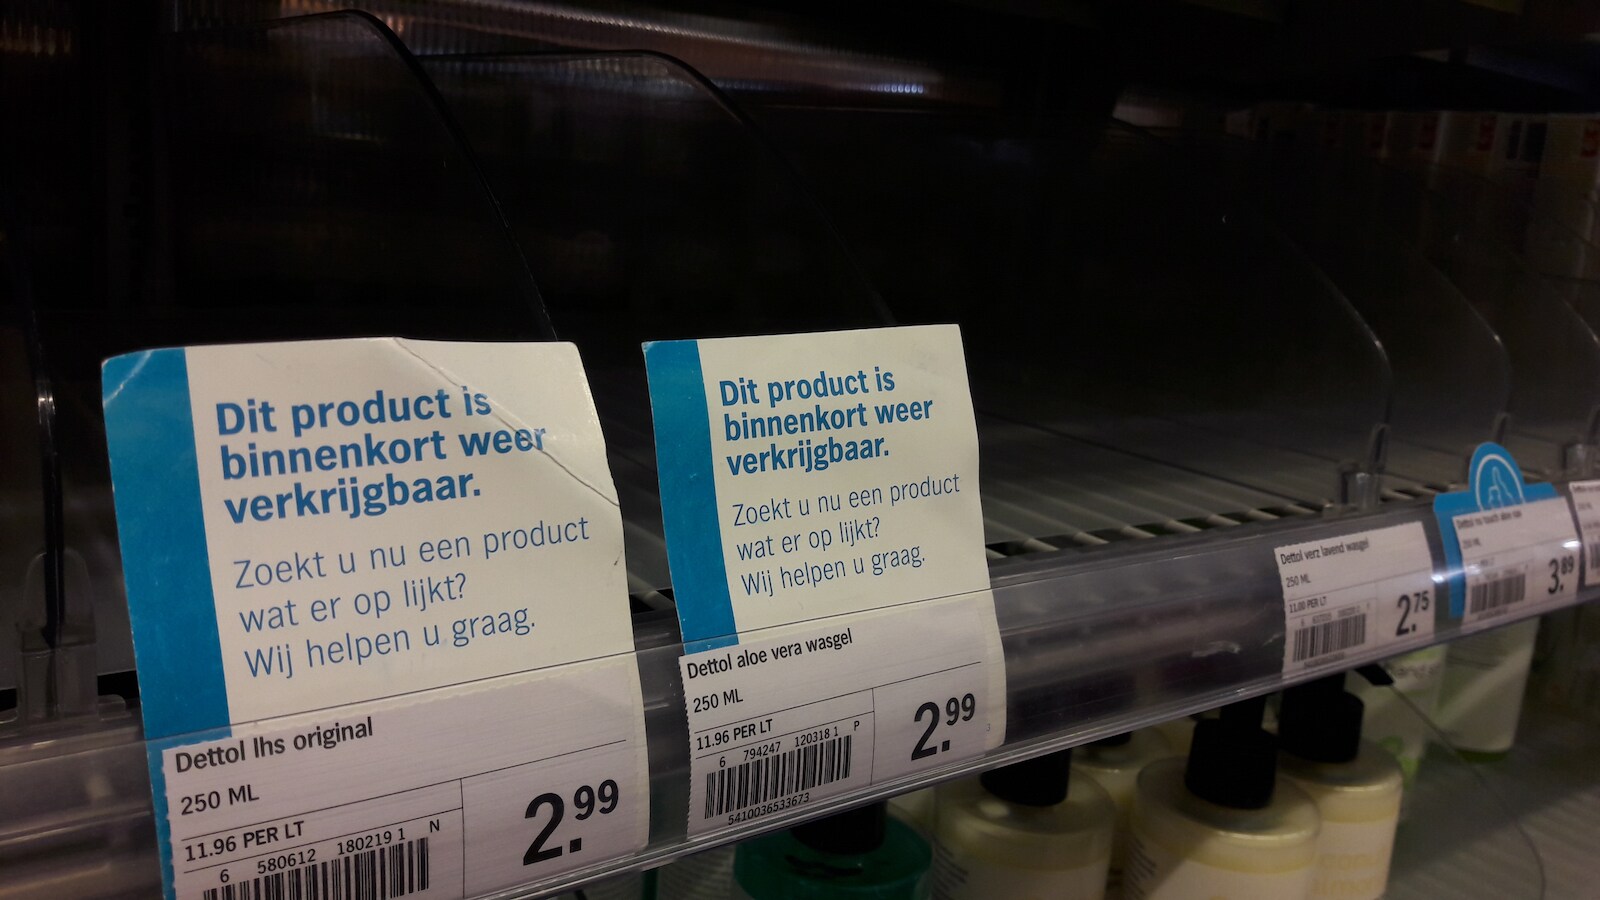 Dit product is
binnenkort weer
verkrijgbaar.
Zoekt u nu een product
wat er op lijkt?
Wij helpen u graag.
Dettol lhs original
250 ML
11.96 PER LT
2.99
6 580612 180219 1 N
Dit product is
binnenkort weer
verkrijgbaar.
Zoekt u nu een product
wat er op lijkt?
Wij helpen u graag.
Dettol aloe vera wasgel
250 ML
11.96 PER LT
2.99
6 794247 120318 1 P
5410036533673
Dettol verz lavend wasgel
250 ML
11.00 PER LT
2.75
3.89